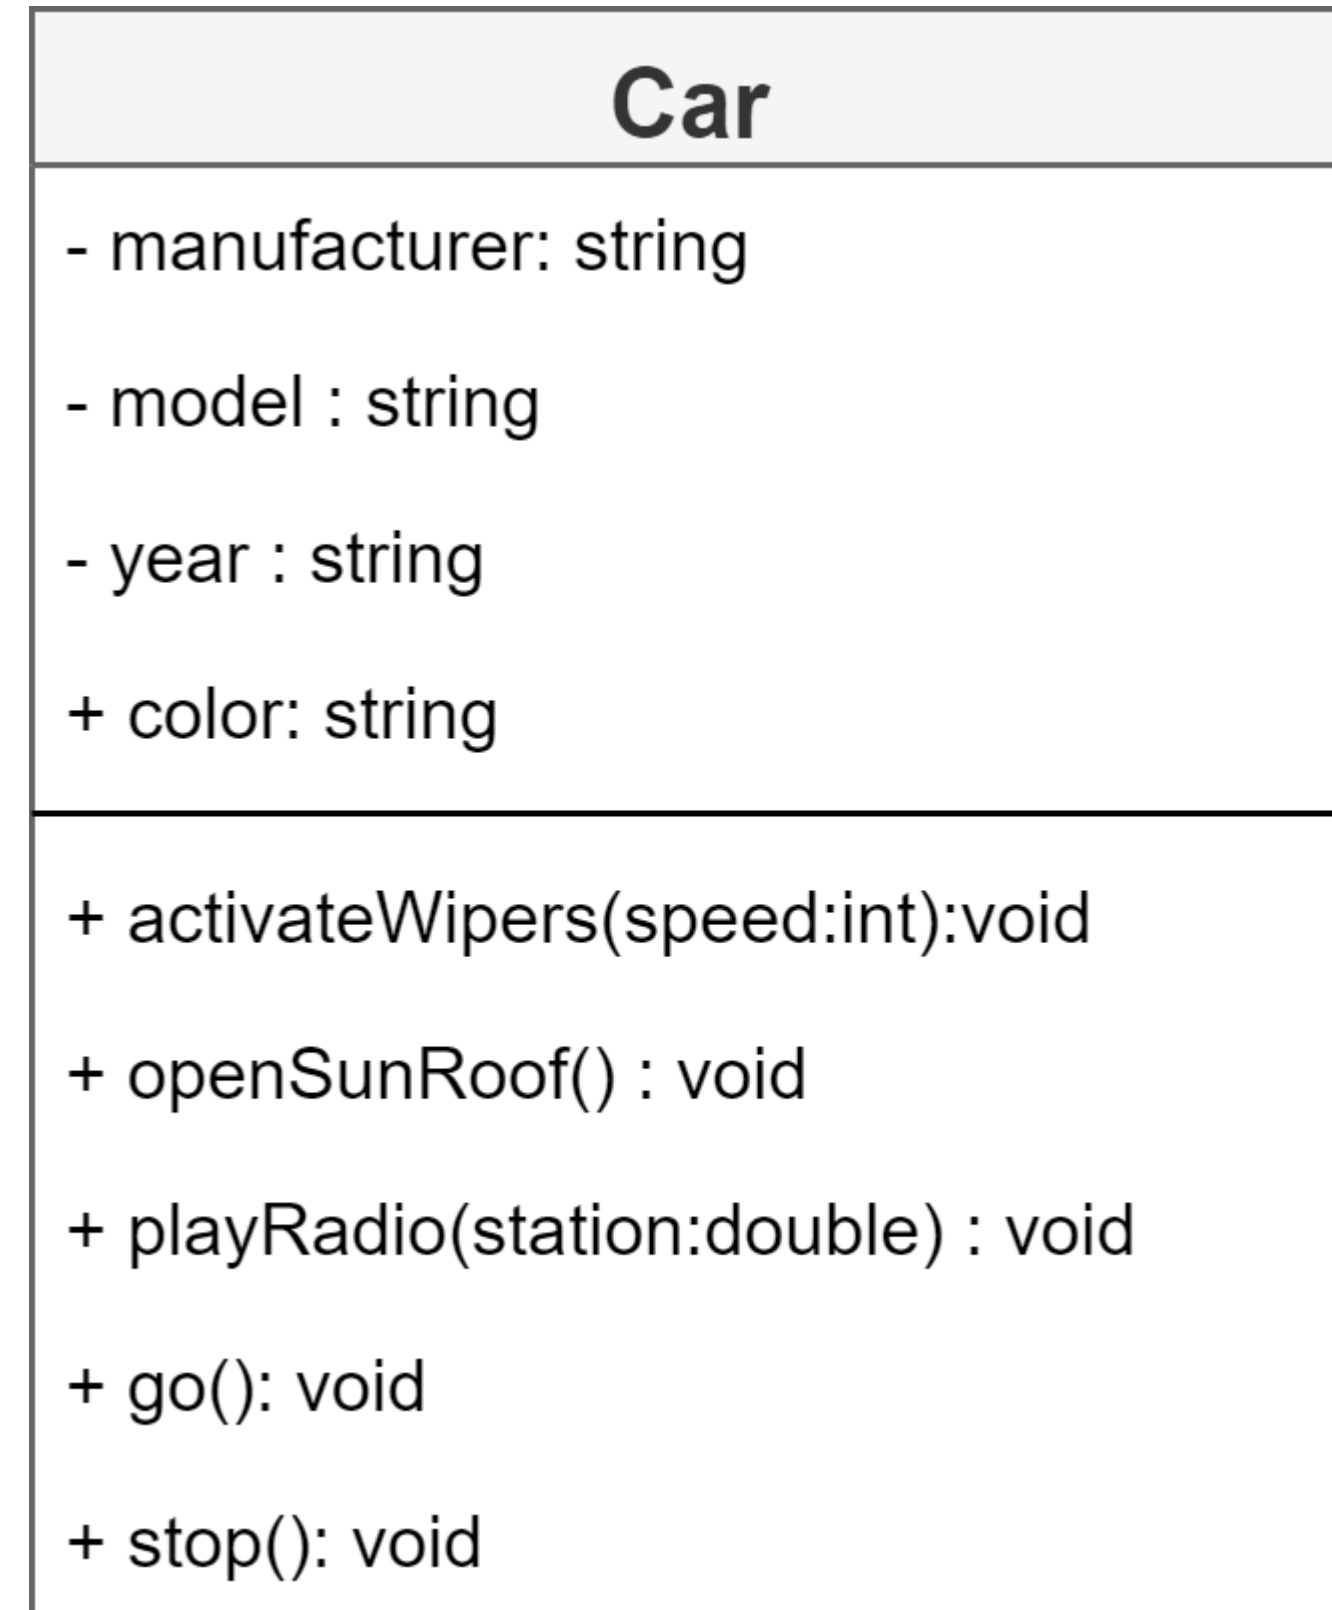 Car
- manufacturer: string
- model : string
- year : string
+ color: string
+ activateWipers(speed:int):void
+ openSunRoof() : void
+ playRadio(station:double) : void
+ go(): void
+ stop(): void